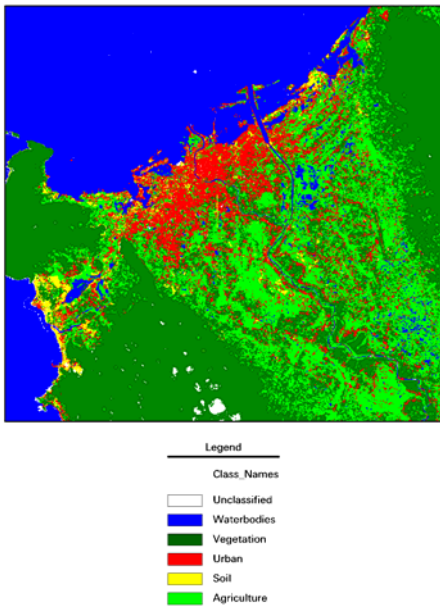 Legend
Class_Names
Unclassified
Waterbodies
Vegetation
Urban
Soil
Agriculture